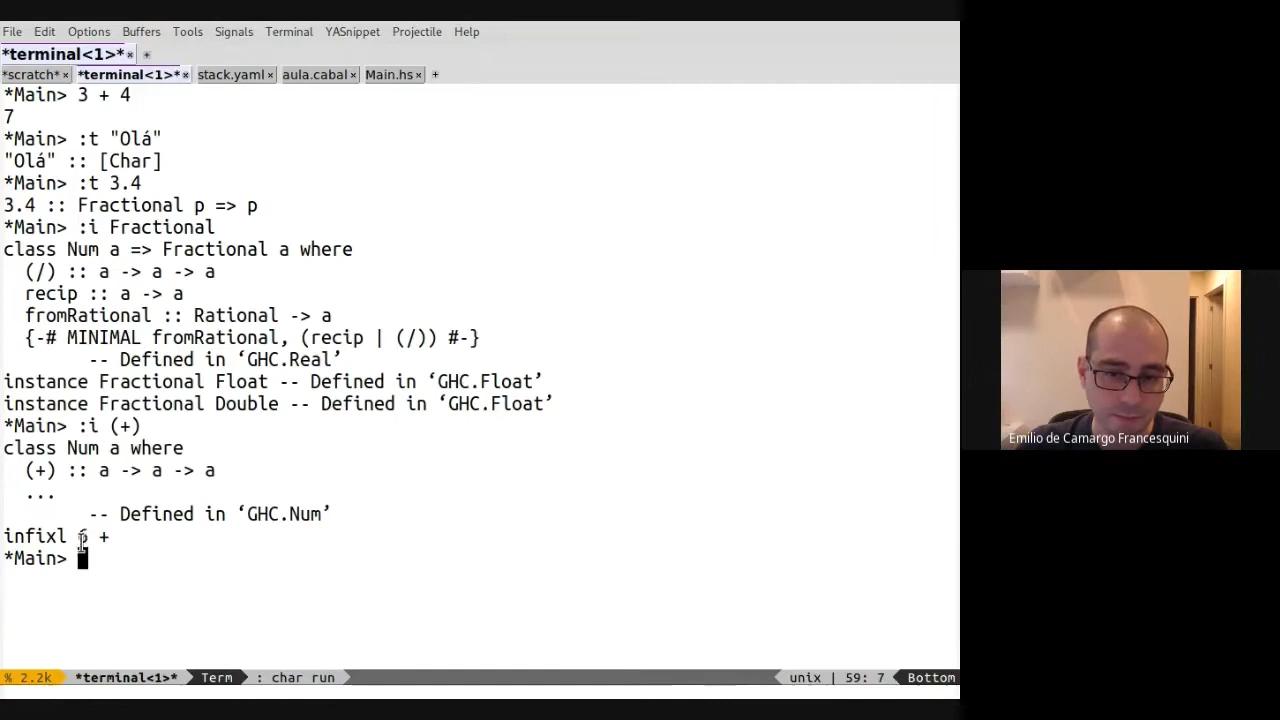 File Edit Options Buffers Tools Signals Terminal YASnippet Projectile Help
*terminal<1>*× +
*scratch*× *terminal<1>*× stack.yaml× aula.cabal× Main.hs× +
*Main> 3 + 4
7
*Main> :t "Olá"
"Olá" :: [Char]
*Main> :t 3.4
3.4 :: Fractional p => p
*Main> :i Fractional
class Num a => Fractional a where
  (/) :: a -> a -> a
  recip :: a -> a
  fromRational :: Rational -> a
  {-# MINIMAL fromRational, (recip | (/)) #-}
        -- Defined in ‘GHC.Real’
instance Fractional Float -- Defined in ‘GHC.Float’
instance Fractional Double -- Defined in ‘GHC.Float’
*Main> :i (+)
class Num a where
  (+) :: a -> a -> a
  ...
        -- Defined in ‘GHC.Num’
infixl 6 +
*Main>
% 2.2k *terminal<1>* Term : char run unix | 59: 7 Bottom
Emilio de Camargo Francesquini